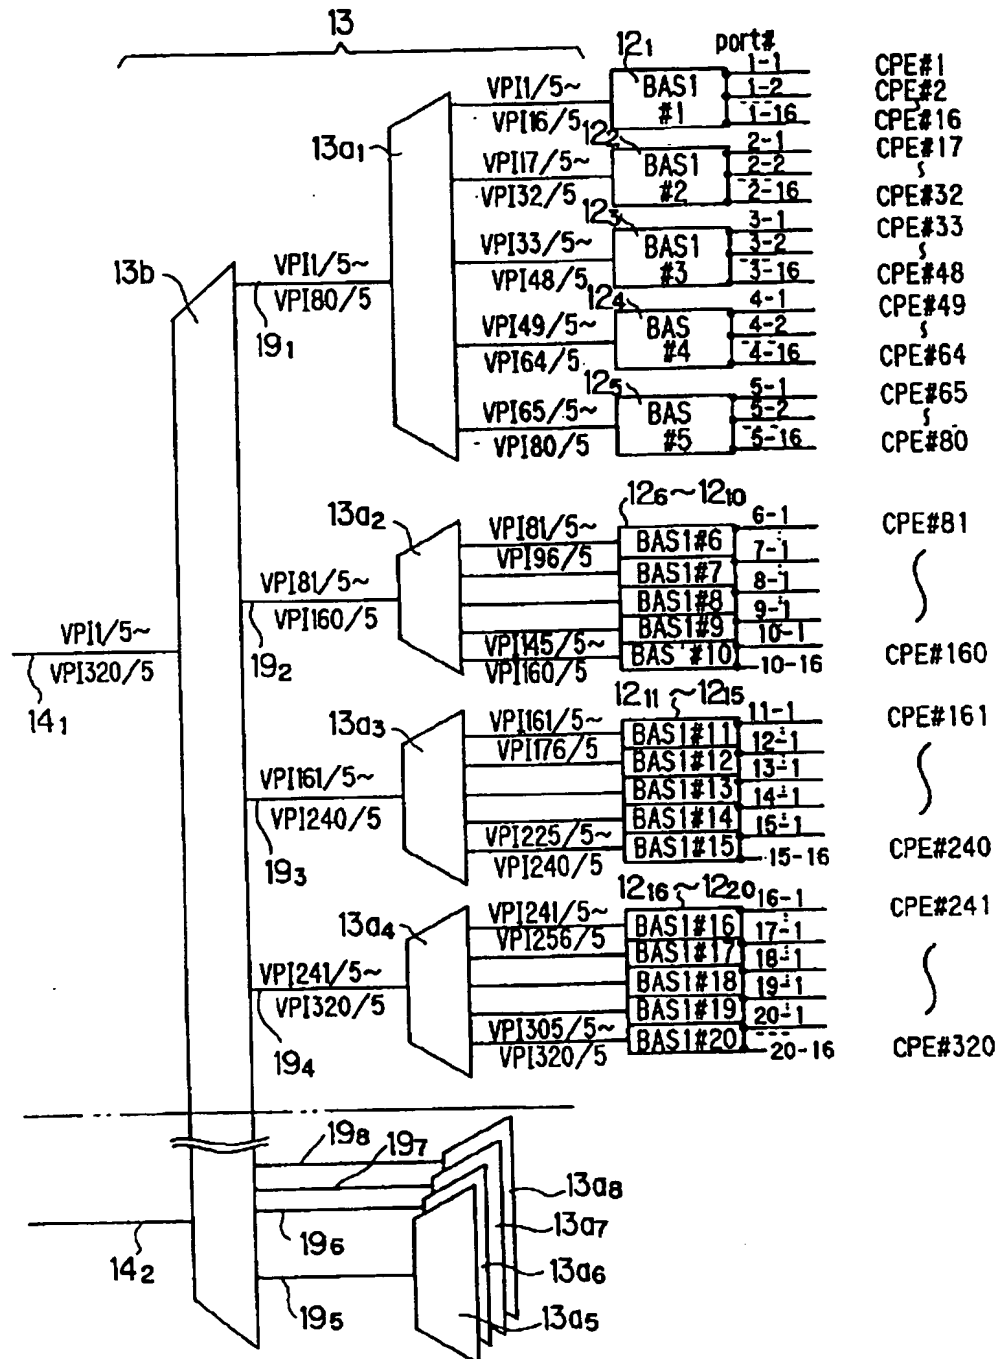 13
12₁
port#
VPI1/5~
VPI16/5
BAS1
#1
1-1
1-2
1-16
CPE#1
CPE#2
CPE#16
13a₁
12₂
VPI17/5~
VPI32/5
BAS1
#2
2-1
2-2
2-16
CPE#17
CPE#32
12₃
VPI33/5~
VPI48/5
BAS1
#3
3-1
3-2
3-16
CPE#33
CPE#48
13b
VPI1/5~
VPI80/5
19₁
12₄
VPI49/5~
VPI64/5
BAS
#4
4-1
4-2
4-16
CPE#49
CPE#64
12₅
VPI65/5~
VPI80/5
BAS
#5
5-1
5-2
5-16
CPE#65
CPE#80
13a₂
12₆~12₁₀
VPI81/5~
VPI96/5
BAS1#6
BAS1#7
BAS1#8
BAS1#9
BAS #10
6-1
7-1
8-1
9-1
10-1
10-16
CPE#81
CPE#160
VPI81/5~
VPI160/5
19₂
VPI145/5~
VPI160/5
VPI1/5~
VPI320/5
14₁
13a₃
12₁₁~12₁₅
VPI161/5~
VPI176/5
BAS1#11
BAS1#12
BAS1#13
BAS1#14
BAS1#15
11-1
12-1
13-1
14-1
15-1
15-16
CPE#161
CPE#240
VPI161/5~
VPI240/5
19₃
VPI225/5~
VPI240/5
13a₄
12₁₆~12₂₀
VPI241/5~
VPI256/5
BAS1#16
BAS1#17
BAS1#18
BAS1#19
BAS1#20
16-1
17-1
18-1
19-1
20-1
20-16
CPE#241
CPE#320
VPI241/5~
VPI320/5
19₄
VPI305/5~
VPI320/5
19₈
19₇
13a₈
13a₇
14₂
19₆
13a₆
19₅
13a₅